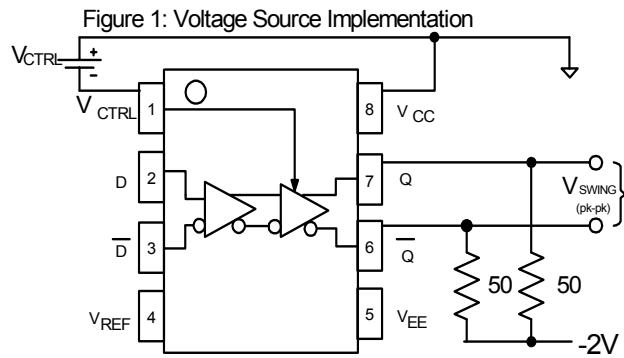 Figure 1: Voltage Source Implementation
VCTRL
+
-
V CTRL
1
8
V CC
D
2
7
Q
V SWING
(pk-pk)
D̅
3
6
Q̅
50
50
VREF
4
5
VEE
-2V